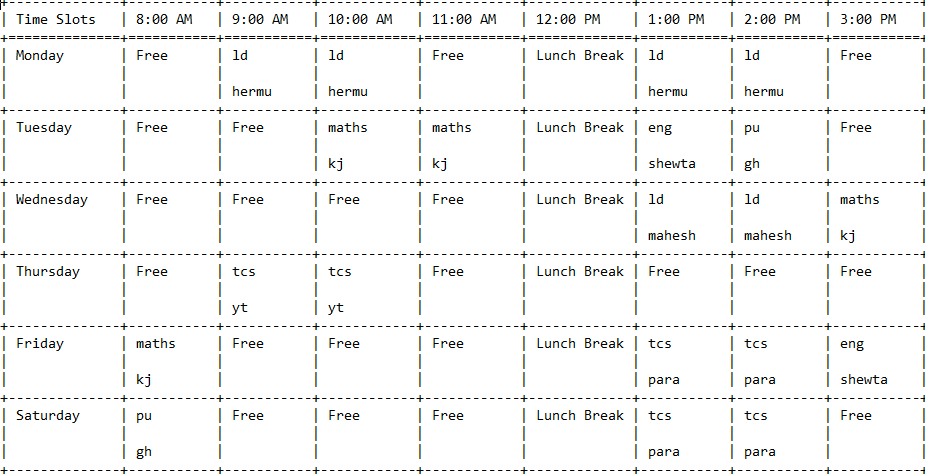 Time Slots 8:00 AM 9:00 AM 10:00 AM 11:00 AM 12:00 PM 1:00 PM 2:00 PM 3:00 PM
Monday Free ld ld Free Lunch Break ld ld Free
hermu hermu hermu hermu
Tuesday Free Free maths maths Lunch Break eng pu Free
kj kj shewta gh
Wednesday Free Free Free Free Lunch Break ld ld maths
mahesh mahesh kj
Thursday Free tcs tcs Free Lunch Break Free Free Free
yt yt
Friday maths Free Free Free Lunch Break tcs tcs eng
kj para para shewta
Saturday pu Free Free Free Lunch Break tcs tcs Free
gh para para